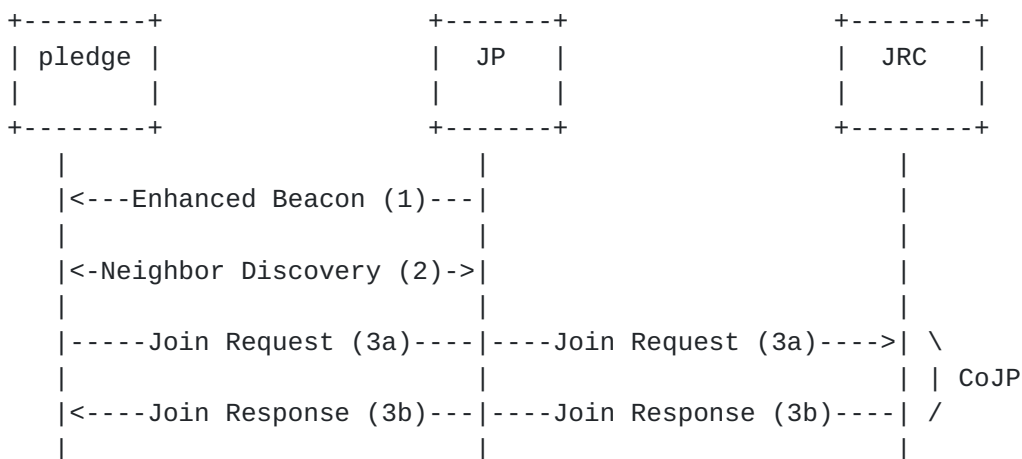 +--------+                 +-------+                 +--------+
| pledge |                 |  JP   |                 |  JRC   |
|        |                 |       |                 |        |
+--------+                 +-------+                 +--------+
   |                          |                          |
   |<---Enhanced Beacon (1)---|                          |
   |                          |                          |
   |<-Neighbor Discovery (2)->|                          |
   |                          |                          |
   |-----Join Request (3a)----|----Join Request (3a)---->| \
   |                          |                          | | CoJP
   |<----Join Response (3b)---|----Join Response (3b)----| /
   |                          |                          |